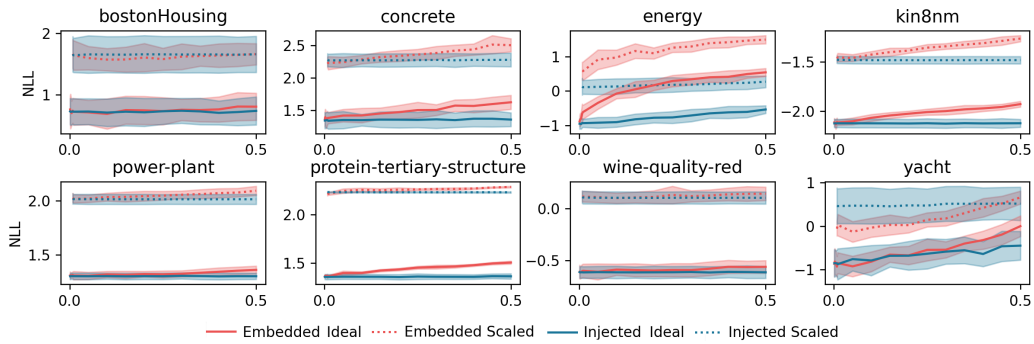 bostonHousing
concrete
energy
kin8nm
NLL
2
1
0.0
0.5
2.5
2.0
1.5
0.0
0.5
1
0
−1
0.0
0.5
−1.5
−2.0
0.0
0.5
power-plant
protein-tertiary-structure
wine-quality-red
yacht
NLL
2.0
1.5
0.0
0.5
2.0
1.5
0.0
0.5
0.0
−0.5
0.0
0.5
1
0
−1
0.0
0.5
Embedded Ideal
Embedded Scaled
Injected Ideal
Injected Scaled